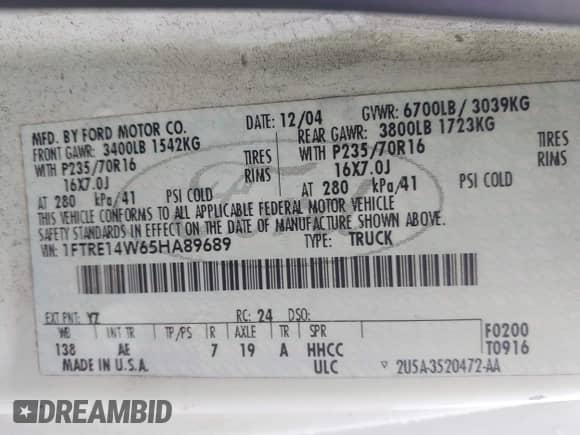 MFD. BY FORD MOTOR CO.
DATE: 12/04
GVWR: 6700LB / 3039KG
FRONT GAWR: 3400LB 1542KG
REAR GAWR: 3800LB 1723KG
WITH P235/70R16 TIRES
WITH P235/70R16 TIRES
16X7.0J RIMS
16X7.0J RIMS
AT 280 kPa/41 PSI COLD
AT 280 kPa/41 PSI COLD
THIS VEHICLE CONFORMS TO ALL APPLICABLE FEDERAL MOTOR VEHICLE
STANDARDS IN EFFECT ON THE DATE OF MANUFACTURE SHOWN ABOVE.
VIN: 1FTRE14W65HA89689
TYPE: TRUCK
EXT PNT: YZ RC: 24 DSO:
WB INT TR TP/PS R AXLE TR SPR
138 AE 7 19 A HHCC
F0200
T0916
MADE IN U.S.A. ULC
2U5A-3520472-AA
DREAMBID